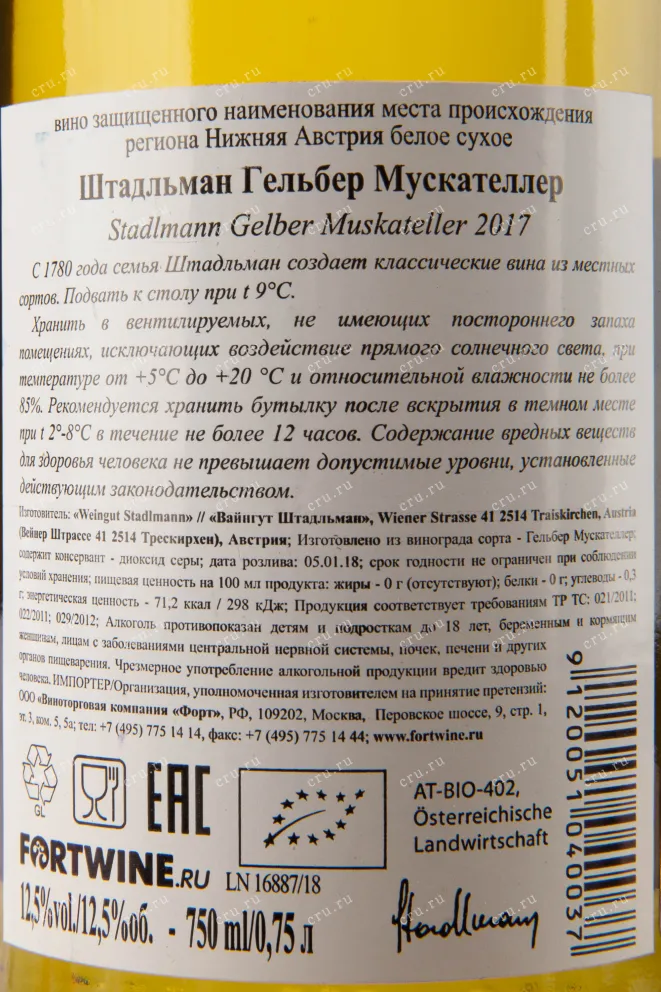 вино защищенного наименования места происхождения
региона Нижняя Австрия белое сухое
Штадльман Гельбер Мускателлер
Stadlmann Gelber Muskateller 2017
С 1780 года семья Штадльман создает классические вина из местных
сортов. Подвать к столу при t 9°C.
Хранить в вентилируемых, не имеющих постороннего запаха
помещениях, исключающих воздействие прямого солнечного света, при
температуре от +5°C до +20 °C и относительной влажности не более
85%. Рекомендуется хранить бутылку после вскрытия в темном месте
при t 2°-8°C в течение не более 12 часов. Содержание вредных веществ
для здоровья человека не превышает допустимые уровни, установленные
действующим законодательством.
Изготовитель: «Weingut Stadlmann» // «Вайнгут Штадльман», Wiener Strasse 41 2514 Traiskirchen, Austria
(Вейнер Штрассе 41 2514 Трескирхен), Австрия; Изготовлено из винограда сорта - Гельбер Мускателлер;
содержит консервант - диоксид серы; дата розлива: 05.01.18; срок годности не ограничен при соблюдении
условий хранения; пищевая ценность на 100 мл продукта: жиры - 0 г (отсутствуют); белки - 0 г; углеводы - 0,3
г; энергетическая ценность - 71,2 ккал / 298 кДж; Продукция соответствует требованиям ТР ТС: 021/2011;
022/2011; 029/2012; Алкоголь противопоказан детям и подросткам до 18 лет, беременным и кормящим
женщинам, лицам с заболеваниями центральной нервной системы, почек, печени и других
органов пищеварения. Чрезмерное употребление алкогольной продукции вредит здоровью
человека. ИМПОРТЕР/Организация, уполномоченная изготовителем на принятие претензий:
ООО «Виноторговая компания «Форт», РФ, 109202, Москва, Перовское шоссе, 9, стр. 1,
эт. 3, ком. 5, 5а; тел: +7 (495) 775 14 14, факс: +7 (495) 775 14 44; www.fortwine.ru
9 120051 040037
GL
EAC
AT-BIO-402,
Österreichische
Landwirtschaft
FORTWINE.RU
LN 16887/18
12,5%vol./12,5%об. - 750 ml/0,75 л
Stadlmann
cru.ru